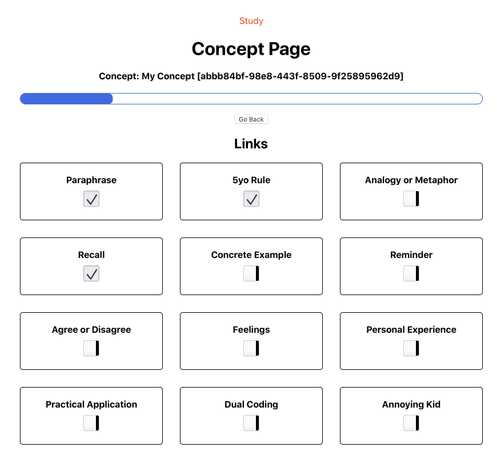 Study
Concept Page
Concept: My Concept [abbb84bf-98e8-443f-8509-9f25895962d9]
Go Back
Links
Paraphrase
5yo Rule
Analogy or Metaphor
Recall
Concrete Example
Reminder
Agree or Disagree
Feelings
Personal Experience
Practical Application
Dual Coding
Annoying Kid